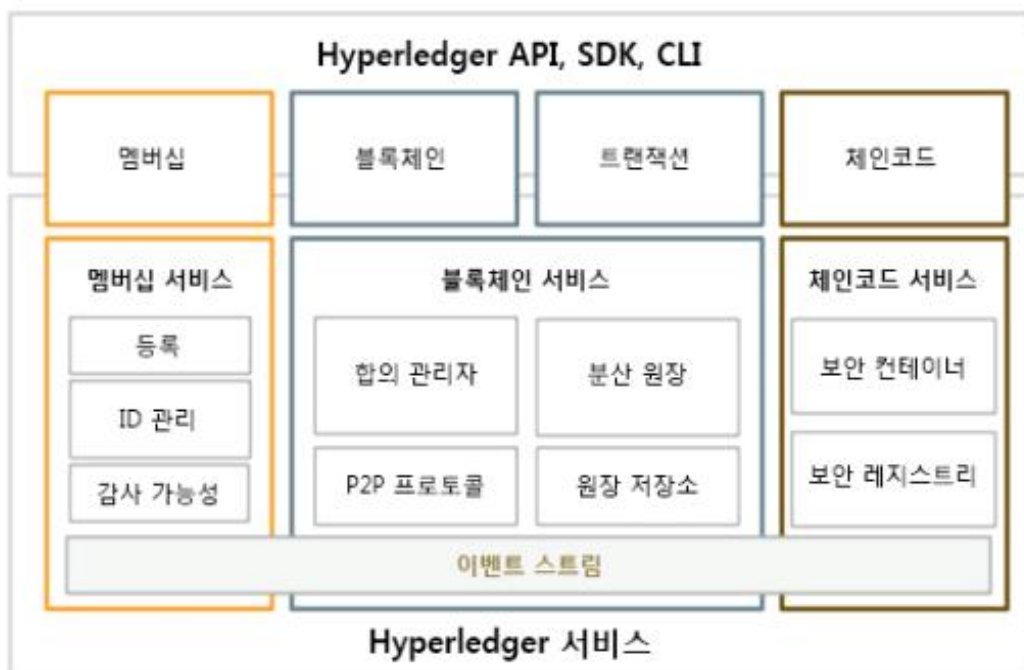 Hyperledger API, SDK, CLI
멤버십
블록체인
트랜잭션
체인코드
멤버십 서비스
등록
ID 관리
감사 가능성
블록체인 서비스
합의 관리자
분산 원장
P2P 프로토콜
원장 저장소
체인코드 서비스
보안 컨테이너
보안 레지스트리
이벤트 스트림
Hyperledger 서비스